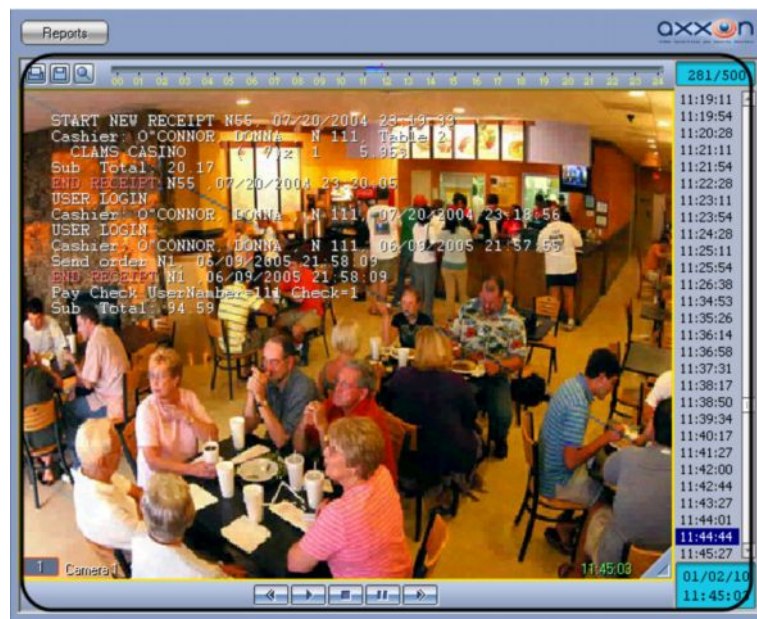 Reports
axxon
281/500
00 01 02 03 04 05 06 07 08 09 10 11 12 13 14 15 16 17 18 19 20 21 22 23 24
START NEW RECEIPT N55, 07/20/2004 23:19:39
Cashier: O"CONNOR, DONNA N 111, Table 2
CLAMS CASINO ( 7)x 1 5.95
Sub Total: 20.17
END RECEIPT N55 ,07/20/2004 23:20:05
USER LOGIN
Cashier: O"CONNOR, DONNA N 111, 07/20/2004 23:18:56
USER LOGIN
Cashier: O"CONNOR, DONNA N 111, 06/09/2005 21:57:55
Send order N1, 06/09/2005 21:58:09
END RECEIPT N1 ,06/09/2005 21:58:09
Pay Check UserNamber=111 Check=1
Sub Total: 94.59
11:19:11
11:19:54
11:20:28
11:21:11
11:21:54
11:22:28
11:23:11
11:23:54
11:24:28
11:25:11
11:25:54
11:26:38
11:34:53
11:35:26
11:36:14
11:36:58
11:37:31
11:38:17
11:38:50
11:39:34
11:40:17
11:41:27
11:42:00
11:42:44
11:43:27
11:44:01
11:44:44
11:45:27
1 Camera 1
11:45:03
01/02/10
11:45:03